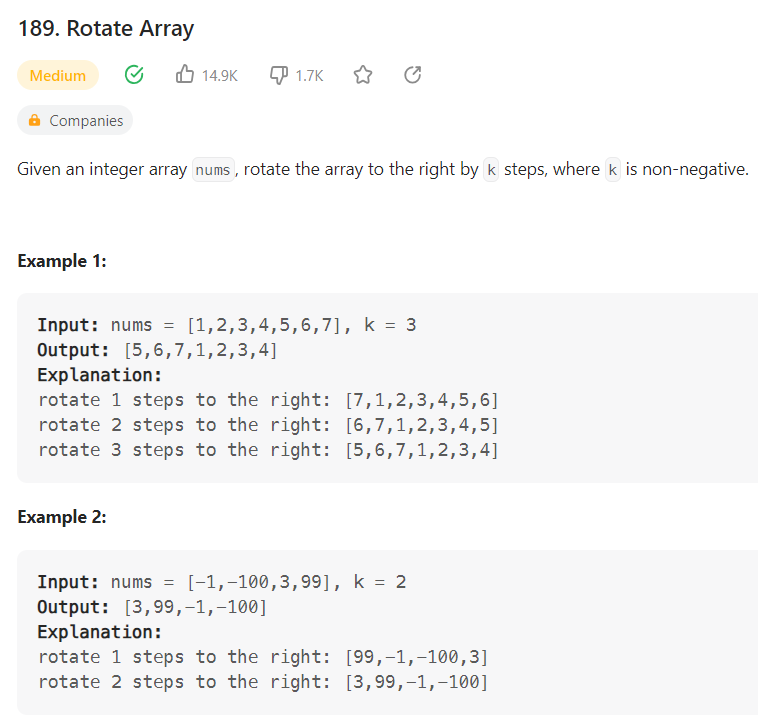 189. Rotate Array
Medium 14.9K 1.7K
Companies
Given an integer array nums, rotate the array to the right by k steps, where k is non-negative.
Example 1:
Input: nums = [1,2,3,4,5,6,7], k = 3
Output: [5,6,7,1,2,3,4]
Explanation:
rotate 1 steps to the right: [7,1,2,3,4,5,6]
rotate 2 steps to the right: [6,7,1,2,3,4,5]
rotate 3 steps to the right: [5,6,7,1,2,3,4]
Example 2:
Input: nums = [-1,-100,3,99], k = 2
Output: [3,99,-1,-100]
Explanation:
rotate 1 steps to the right: [99,-1,-100,3]
rotate 2 steps to the right: [3,99,-1,-100]